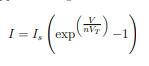 I = I_s ( exp^( V / nV_T ) − 1 )